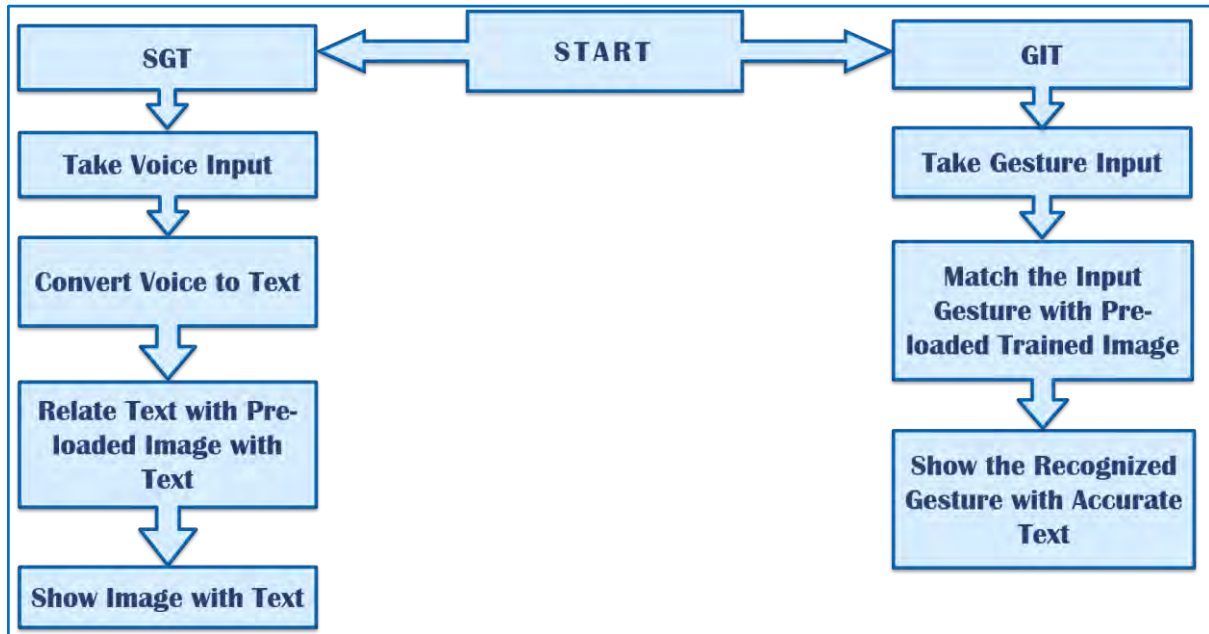 START
SGT
Take Voice Input
Convert Voice to Text
Relate Text with Pre-
loaded Image with
Text
Show Image with Text
GIT
Take Gesture Input
Match the Input
Gesture with Pre-
loaded Trained Image
Show the Recognized
Gesture with Accurate
Text